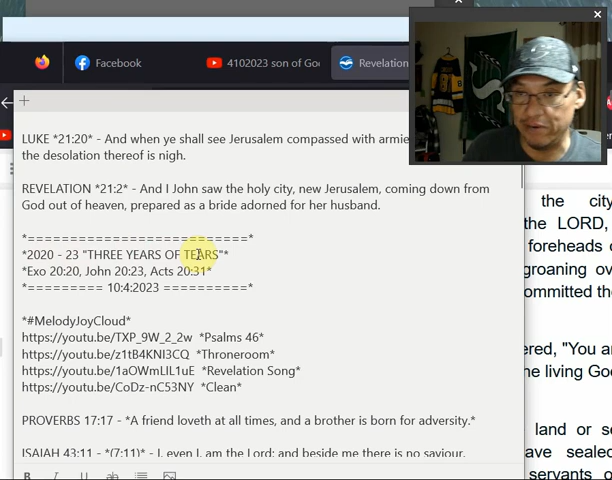 Facebook
4102023 son of Go
Revelation
LUKE *21:20* - And when ye shall see Jerusalem compassed with armie
the desolation thereof is nigh.
REVELATION *21:2* - And I John saw the holy city, new Jerusalem, coming down from
God out of heaven, prepared as a bride adorned for her husband.
*==========================*
*2020 - 23 "THREE YEARS OF TEARS"*
*Exo 20:20, John 20:23, Acts 20:31*
*========= 10:4:2023 ==========*
*#MelodyJoyCloud*
https://youtu.be/TXP_9W_2_2w *Psalms 46*
https://youtu.be/z1tB4KNI3CQ *Throneroom*
https://youtu.be/1aOWmLIL1uE *Revelation Song*
https://youtu.be/CoDz-nC53NY *Clean*
PROVERBS 17:17 - *A friend loveth at all times, and a brother is born for adversity.*
ISAIAH 43:11 - *(7:11)* - I, even I, am the Lord; and beside me there is no saviour.
B I U ab
the city
the LORD,
foreheads o
groaning ov
ommitted the
ered, "You ar
he living God
land or se
ave sealed
servants o